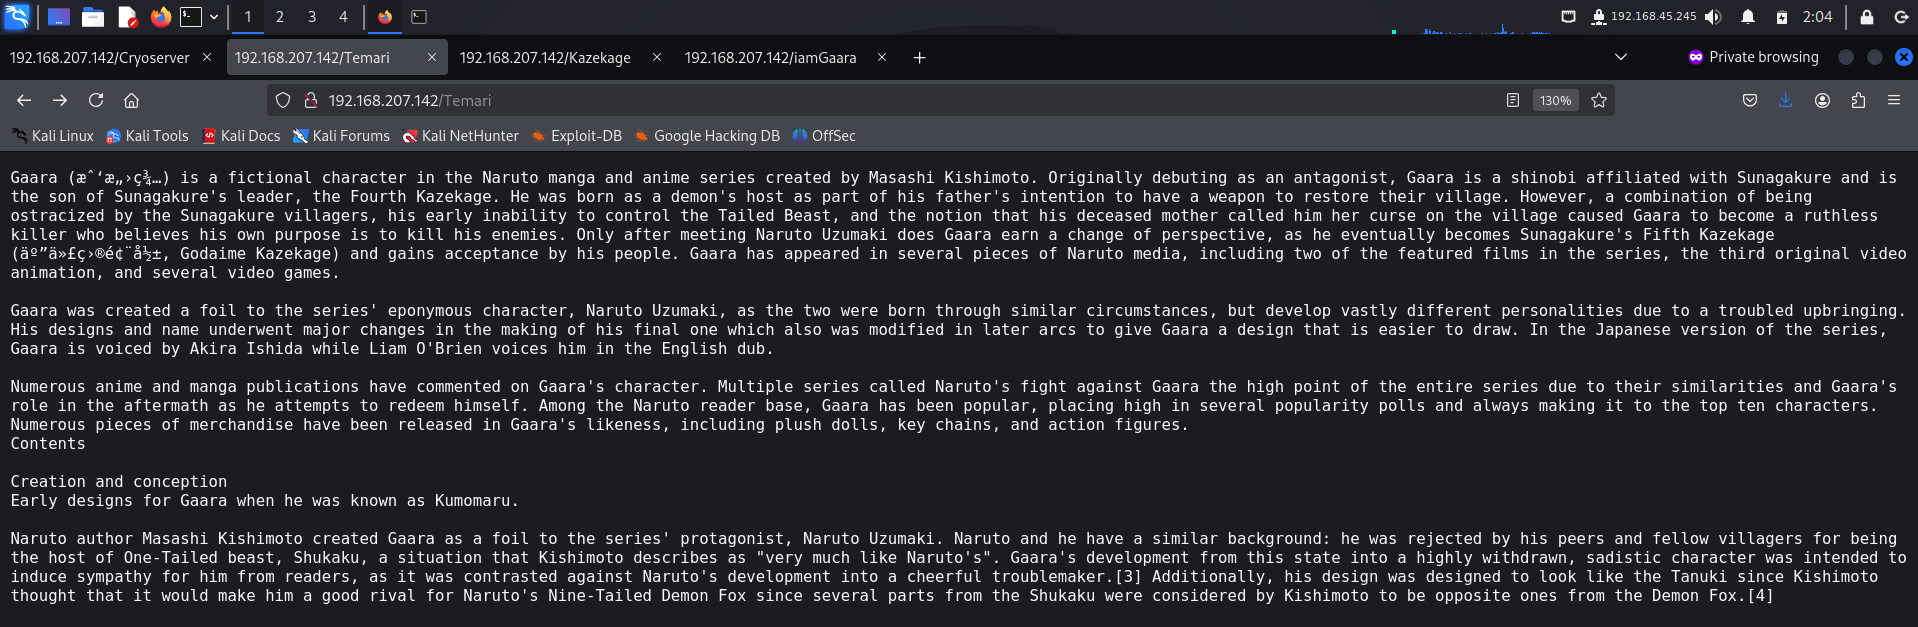 1 2 3 4 192.168.45.245 2:04
192.168.207.142/Cryoserver 192.168.207.142/Temari 192.168.207.142/Kazekage 192.168.207.142/iamGaara Private browsing
192.168.207.142/Temari 130%
Kali Linux Kali Tools Kali Docs Kali Forums Kali NetHunter Exploit-DB Google Hacking DB OffSec
Gaara (æˆ‘æ„›ç¾…) is a fictional character in the Naruto manga and anime series created by Masashi Kishimoto. Originally debuting as an antagonist, Gaara is a shinobi affiliated with Sunagakure and is
the son of Sunagakure's leader, the Fourth Kazekage. He was born as a demon's host as part of his father's intention to have a weapon to restore their village. However, a combination of being
ostracized by the Sunagakure villagers, his early inability to control the Tailed Beast, and the notion that his deceased mother called him her curse on the village caused Gaara to become a ruthless
killer who believes his own purpose is to kill his enemies. Only after meeting Naruto Uzumaki does Gaara earn a change of perspective, as he eventually becomes Sunagakure's Fifth Kazekage
(äº”ä»£ç›®é¢¨å½±, Godaime Kazekage) and gains acceptance by his people. Gaara has appeared in several pieces of Naruto media, including two of the featured films in the series, the third original video
animation, and several video games.
Gaara was created a foil to the series' eponymous character, Naruto Uzumaki, as the two were born through similar circumstances, but develop vastly different personalities due to a troubled upbringing.
His designs and name underwent major changes in the making of his final one which also was modified in later arcs to give Gaara a design that is easier to draw. In the Japanese version of the series,
Gaara is voiced by Akira Ishida while Liam O'Brien voices him in the English dub.
Numerous anime and manga publications have commented on Gaara's character. Multiple series called Naruto's fight against Gaara the high point of the entire series due to their similarities and Gaara's
role in the aftermath as he attempts to redeem himself. Among the Naruto reader base, Gaara has been popular, placing high in several popularity polls and always making it to the top ten characters.
Numerous pieces of merchandise have been released in Gaara's likeness, including plush dolls, key chains, and action figures.
Contents
Creation and conception
Early designs for Gaara when he was known as Kumomaru.
Naruto author Masashi Kishimoto created Gaara as a foil to the series' protagonist, Naruto Uzumaki. Naruto and he have a similar background: he was rejected by his peers and fellow villagers for being
the host of One-Tailed beast, Shukaku, a situation that Kishimoto describes as "very much like Naruto's". Gaara's development from this state into a highly withdrawn, sadistic character was intended to
induce sympathy for him from readers, as it was contrasted against Naruto's development into a cheerful troublemaker.[3] Additionally, his design was designed to look like the Tanuki since Kishimoto
thought that it would make him a good rival for Naruto's Nine-Tailed Demon Fox since several parts from the Shukaku were considered by Kishimoto to be opposite ones from the Demon Fox.[4]